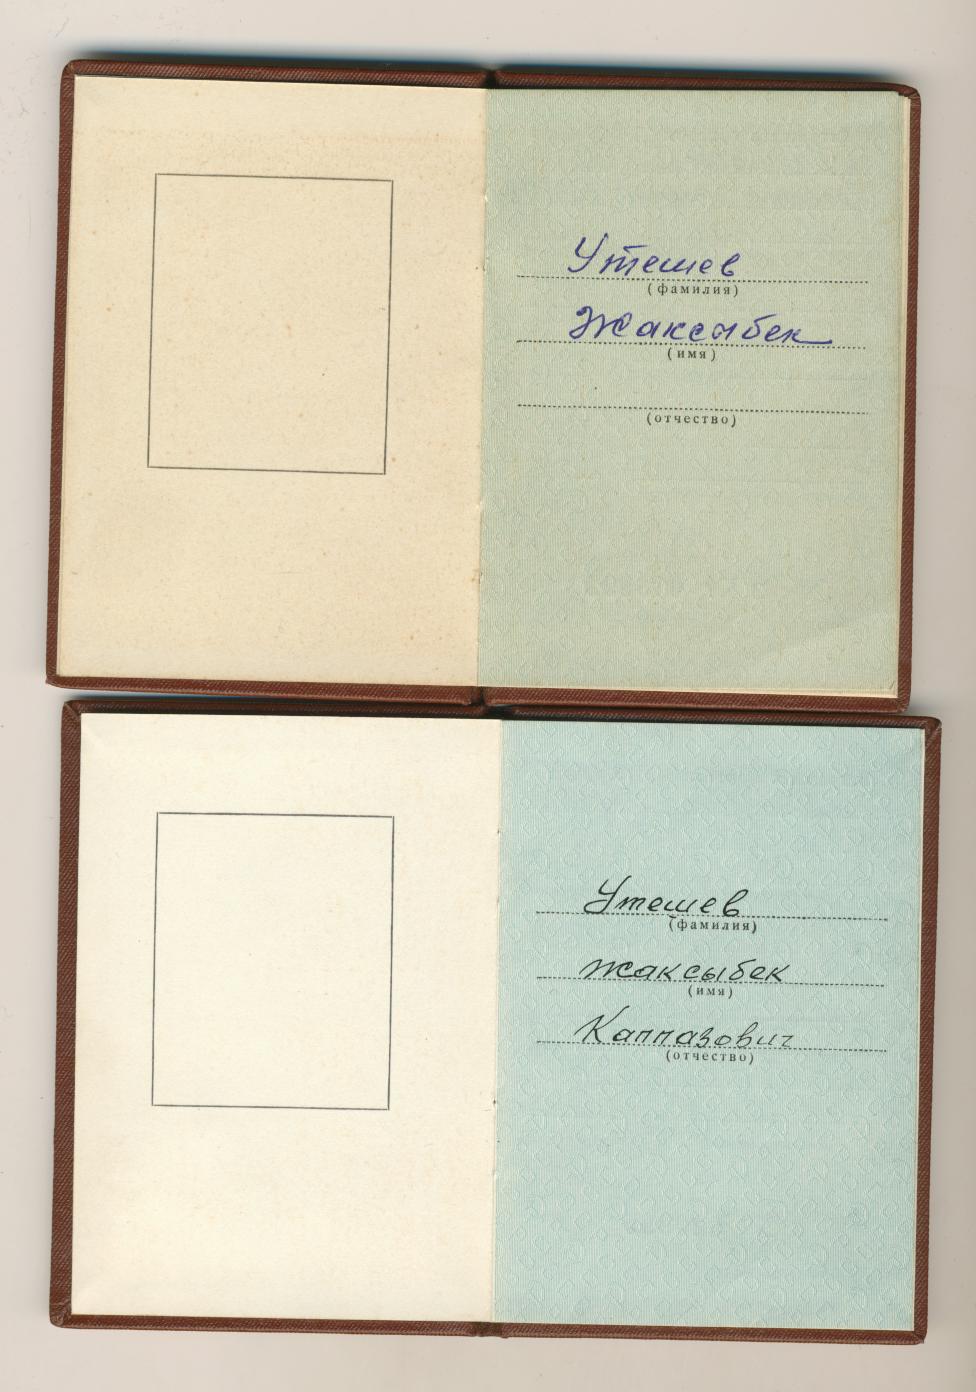 Утешев
(фамилия)
Жаксыбек
(имя)
(отчество)
Утешев
(фамилия)
Жаксыбек
(имя)
Каппазович
(отчество)